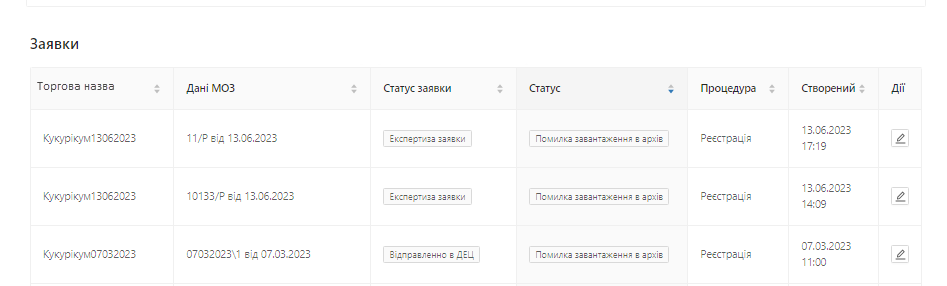 Заявки
Торгова назва Дані МОЗ Статус заявки Статус Процедура Створений Дії
Кукурікум13062023 11/Р від 13.06.2023 Експертиза заявки Помилка завантаження в архів Реєстрація 13.06.2023
17:19
Кукурікум13062023 10133/Р від 13.06.2023 Експертиза заявки Помилка завантаження в архів Реєстрація 13.06.2023
14:09
Кукурікум07032023 07032023\1 від 07.03.2023 Відправленно в ДЕЦ Помилка завантаження в архів Реєстрація 07.03.2023
11:00